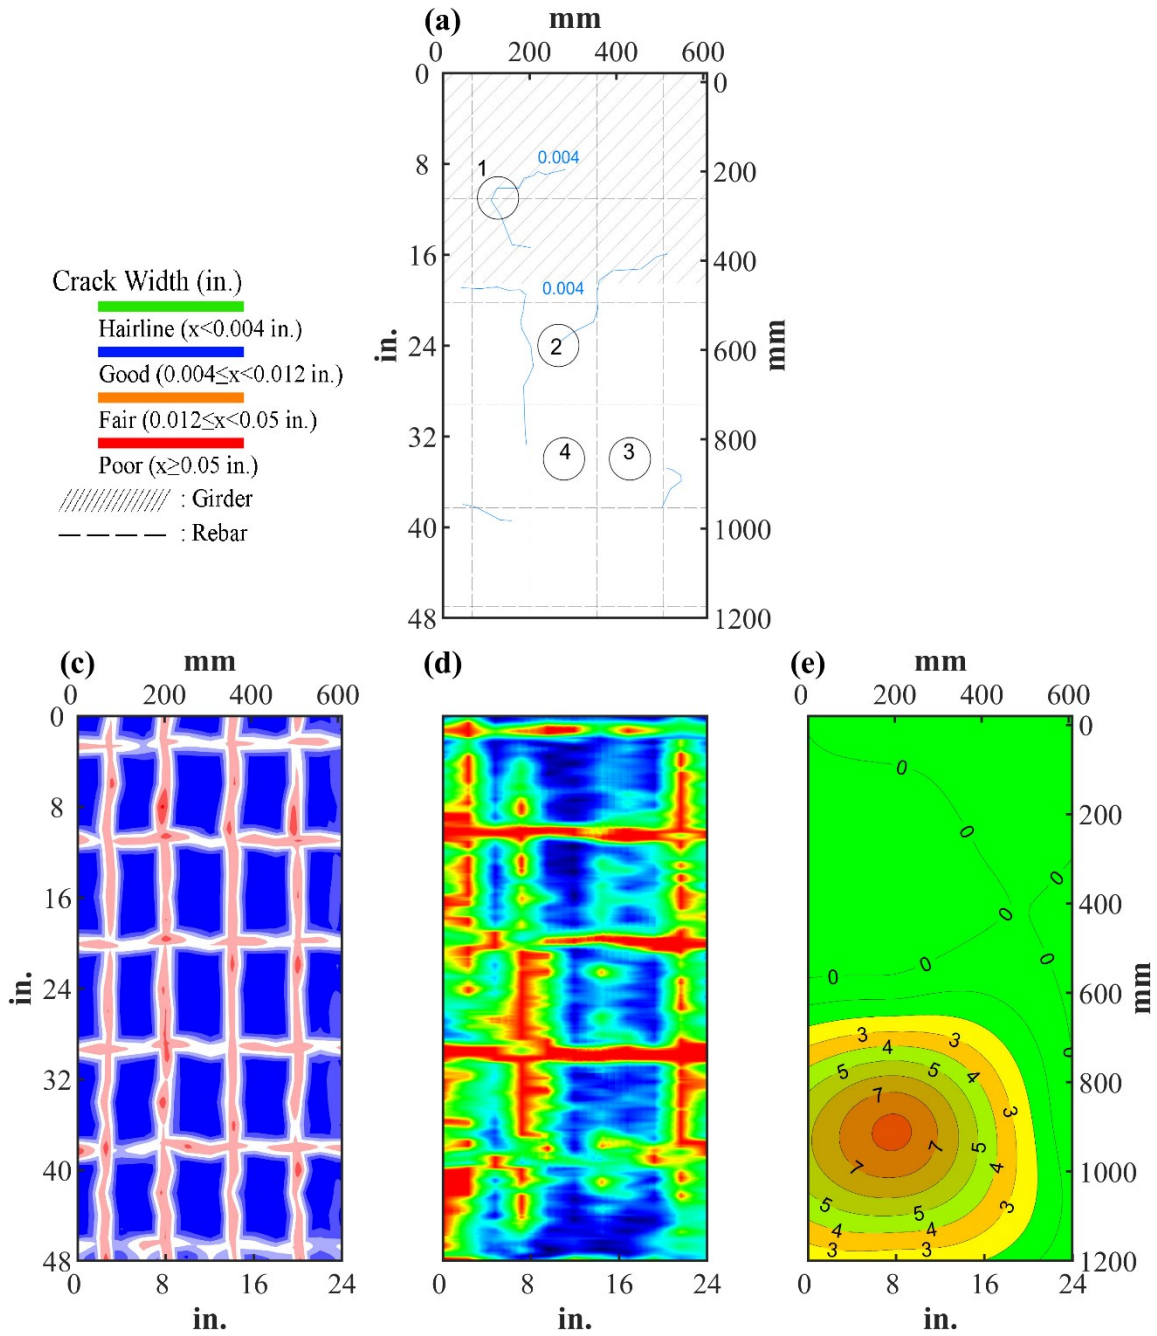 (a)
mm
0 200 400 600
0
8
16
24
32
40
48
in.
0
200
400
600
800
1000
1200
mm
1
0.004
0.004
2
4
3
Crack Width (in.)
Hairline (x<0.004 in.)
Good (0.004≤x<0.012 in.)
Fair (0.012≤x<0.05 in.)
Poor (x≥0.05 in.)
: Girder
: Rebar
(c)
mm
0 200 400 600
0
8
16
24
32
40
48
in.
0 8 16 24
in.
(d)
0 8 16 24
in.
(e)
mm
0 200 400 600
0
200
400
600
800
1000
1200
mm
0
0
0
0
0
0
0
0
3 3
4
5 5 4
7
3
7 5 4
7
5 5 3
4 4
3 3
0 8 16 24
in.